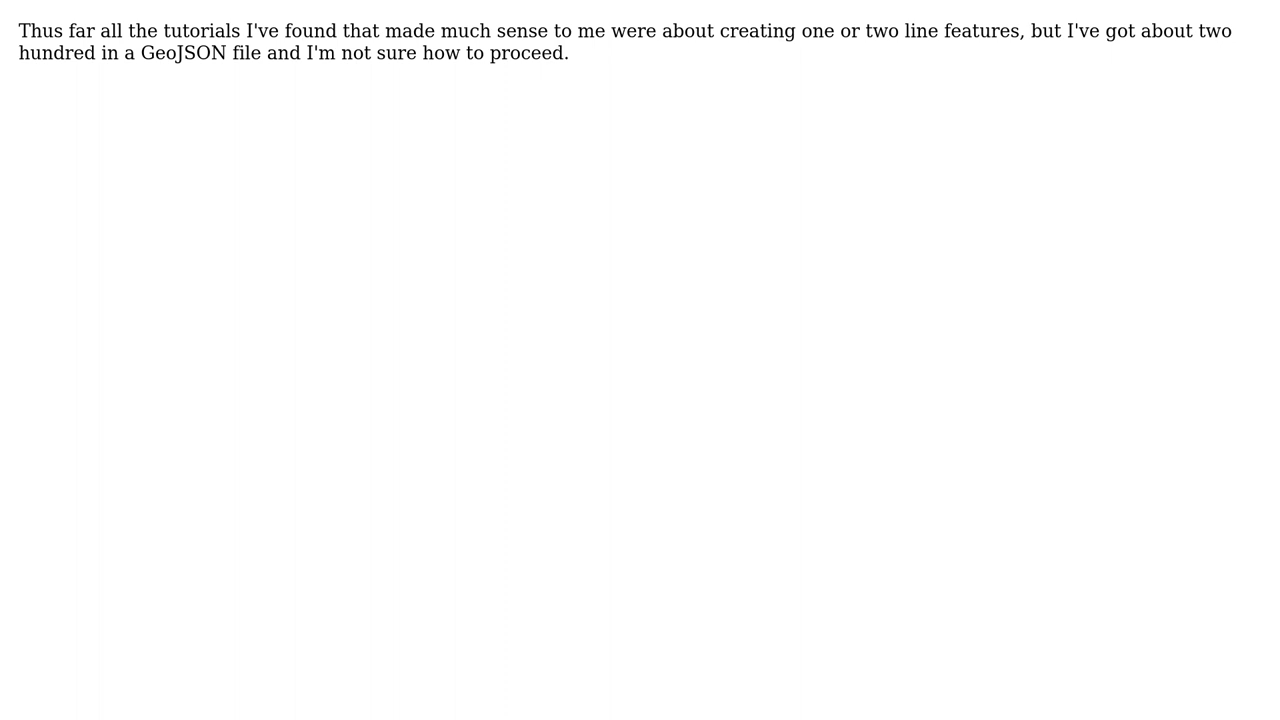 Thus far all the tutorials I've found that made much sense to me were about creating one or two line features, but I've got about two
hundred in a GeoJSON file and I'm not sure how to proceed.